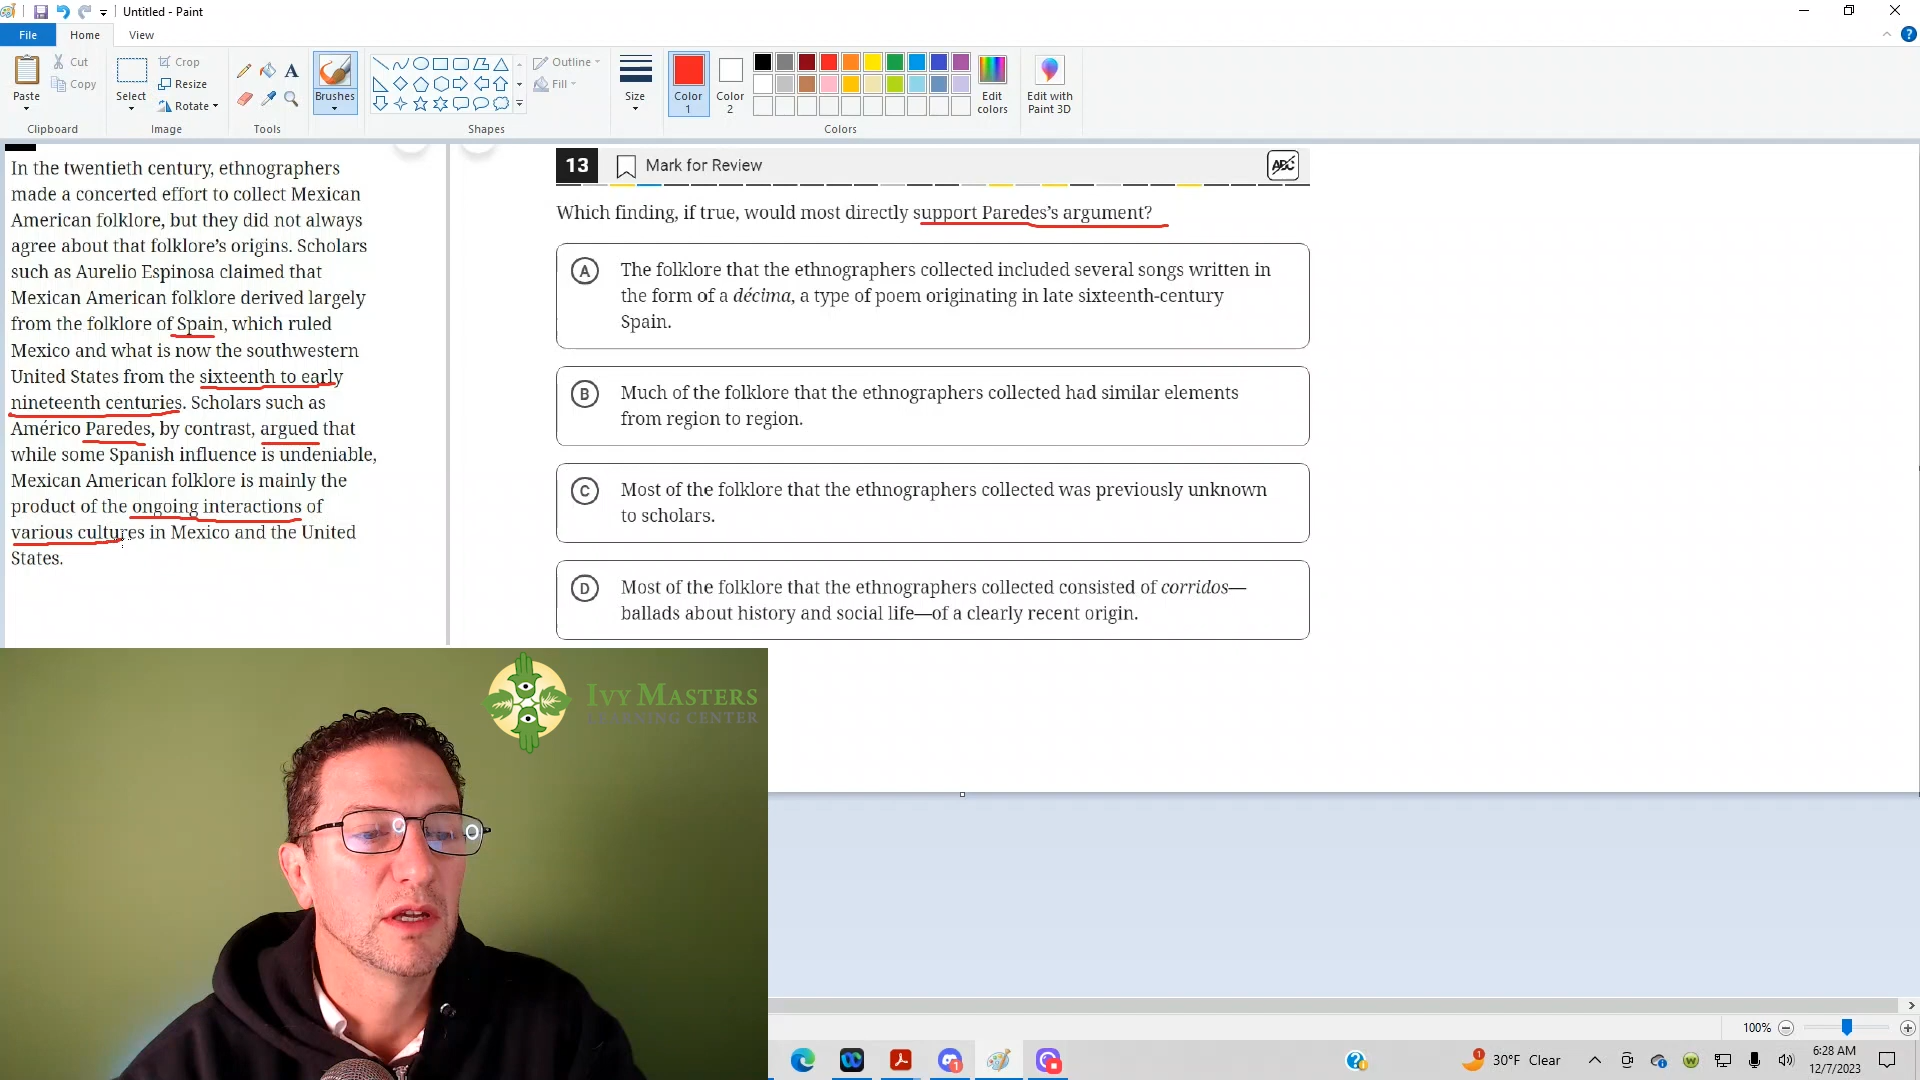 Untitled - Paint
File Home View
Paste
Cut
Copy
Clipboard
Select
Crop
Resize
Rotate
Image
Tools
Brushes
Shapes
Outline
Fill
Size
Color 1
Color 2
Colors
Edit colors
Edit with Paint 3D
In the twentieth century, ethnographers
made a concerted effort to collect Mexican
American folklore, but they did not always
agree about that folklore's origins. Scholars
such as Aurelio Espinosa claimed that
Mexican American folklore derived largely
from the folklore of Spain, which ruled
Mexico and what is now the southwestern
United States from the sixteenth to early
nineteenth centuries. Scholars such as
Américo Paredes, by contrast, argued that
while some Spanish influence is undeniable,
Mexican American folklore is mainly the
product of the ongoing interactions of
various cultures in Mexico and the United
States.
13 Mark for Review ABC
Which finding, if true, would most directly support Paredes's argument?
A The folklore that the ethnographers collected included several songs written in
the form of a décima, a type of poem originating in late sixteenth-century
Spain.
B Much of the folklore that the ethnographers collected had similar elements
from region to region.
C Most of the folklore that the ethnographers collected was previously unknown
to scholars.
D Most of the folklore that the ethnographers collected consisted of corridos—
ballads about history and social life—of a clearly recent origin.
IVY MASTERS
LEARNING CENTER
100%
30°F Clear
6:28 AM
12/7/2023